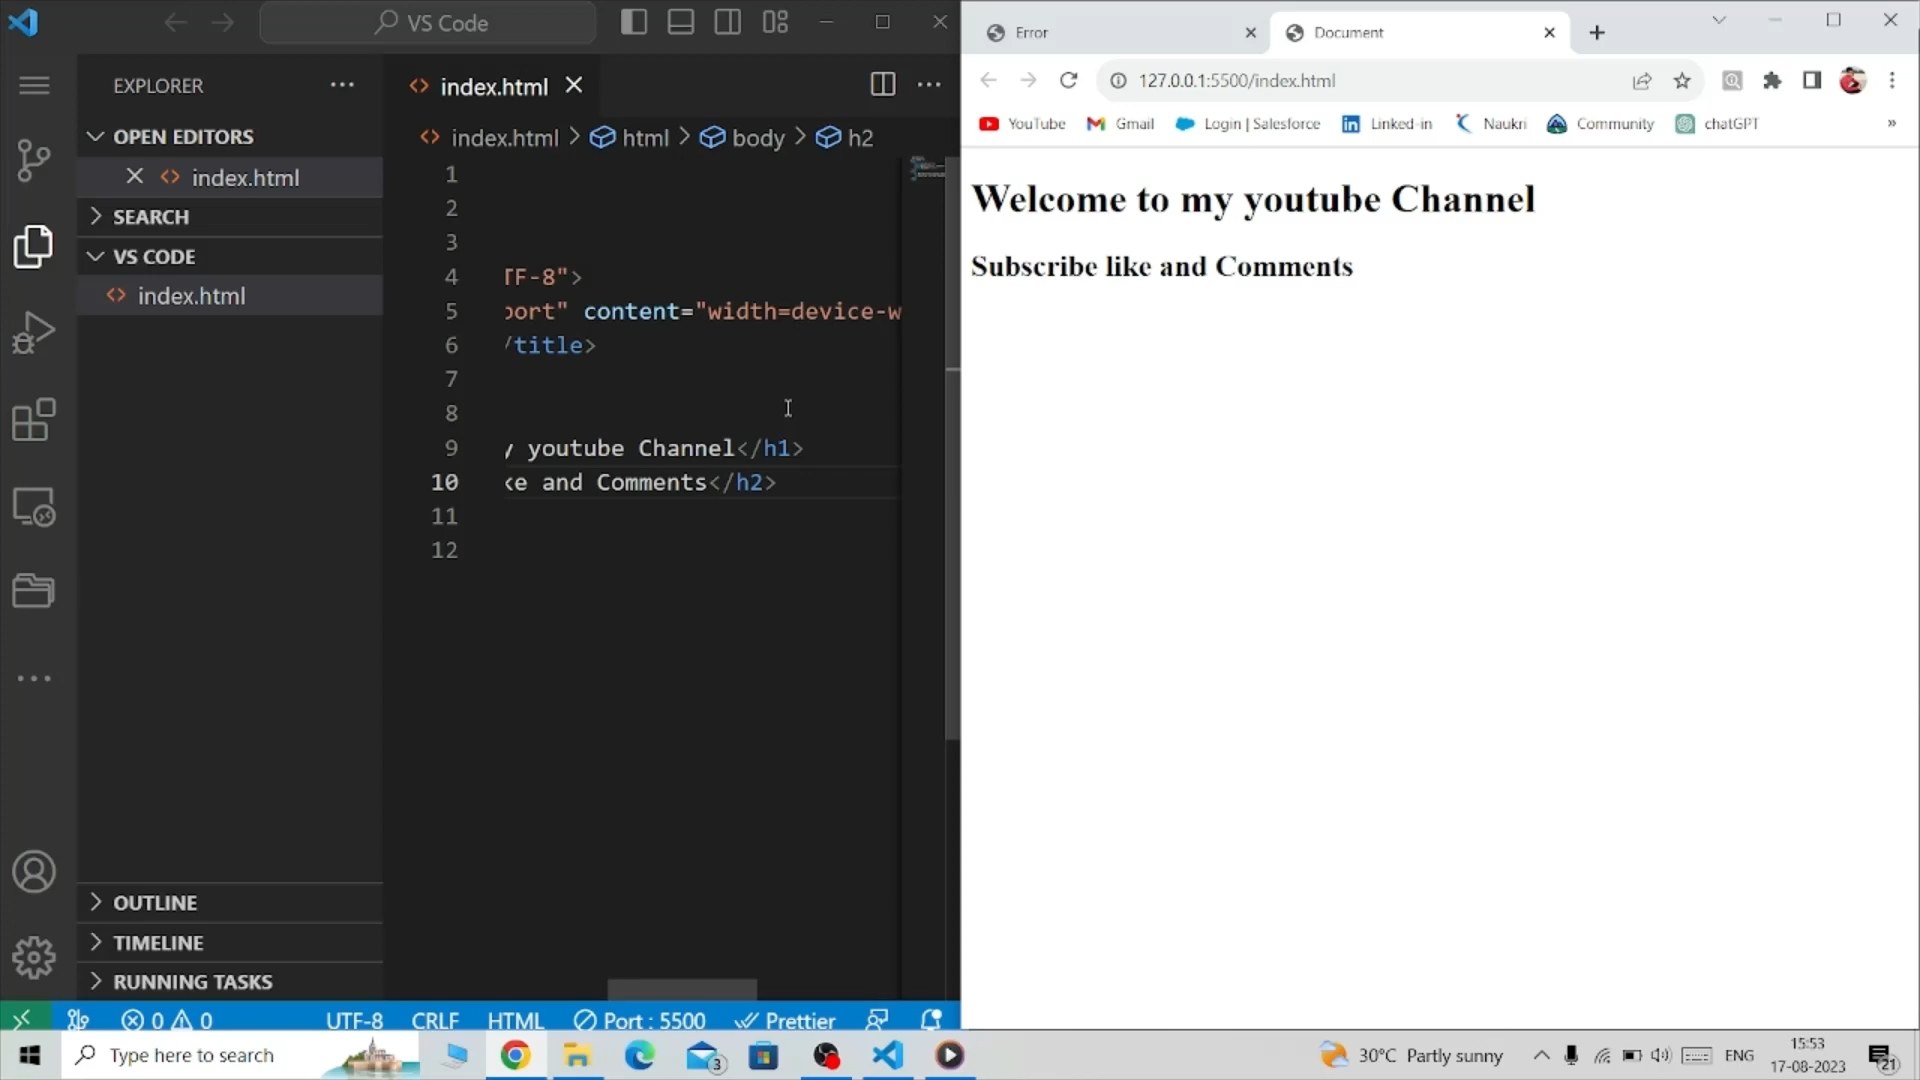 VS Code
EXPLORER
OPEN EDITORS
index.html
SEARCH
VS CODE
index.html
OUTLINE
TIMELINE
RUNNING TASKS
index.html
index.html > html > body > h2
1
2
3
4 TF-8">
5 port" content="width=device-w
6 /title>
7
8
9 y youtube Channel</h1>
10 ke and Comments</h2>
11
12
0 0 UTF-8 CRLF HTML Port : 5500 Prettier
Error Document
127.0.0.1:5500/index.html
YouTube Gmail Login | Salesforce Linked-in Naukri Community chatGPT »
Welcome to my youtube Channel
Subscribe like and Comments
Type here to search
3
30°C Partly sunny
ENG
15:53
17-08-2023
21